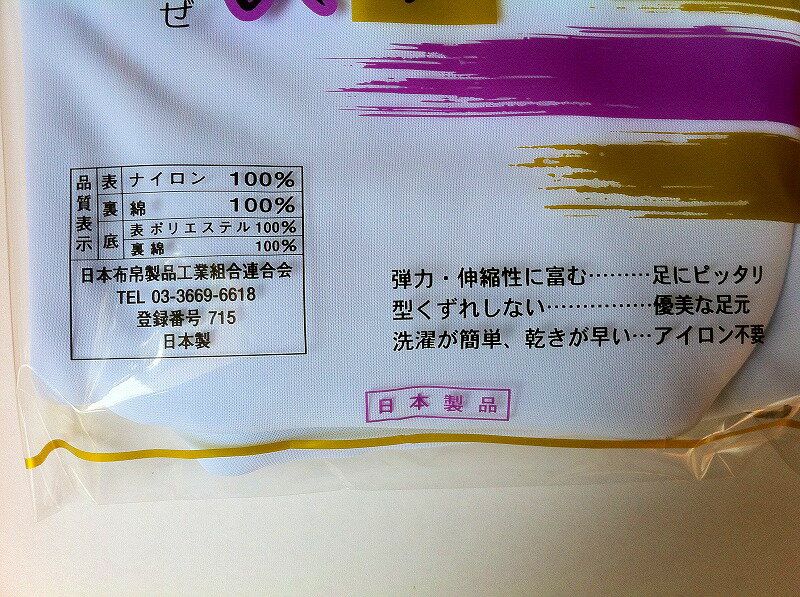 ぜ
品質表示
表 ナイロン 100%
裏 綿 100%
底 表 ポリエステル 100%
裏 綿 100%
日本布帛製品工業組合連合会
TEL 03-3669-6618
登録番号 715
日本製
弾力・伸縮性に富む………足にピッタリ
型くずれしない……………優美な足元
洗濯が簡単、乾きが早い…アイロン不要
日本製品